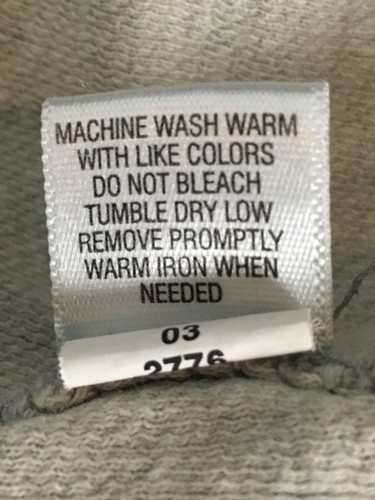 MACHINE WASH WARM
WITH LIKE COLORS
DO NOT BLEACH
TUMBLE DRY LOW
REMOVE PROMPTLY
WARM IRON WHEN
NEEDED
03
2776